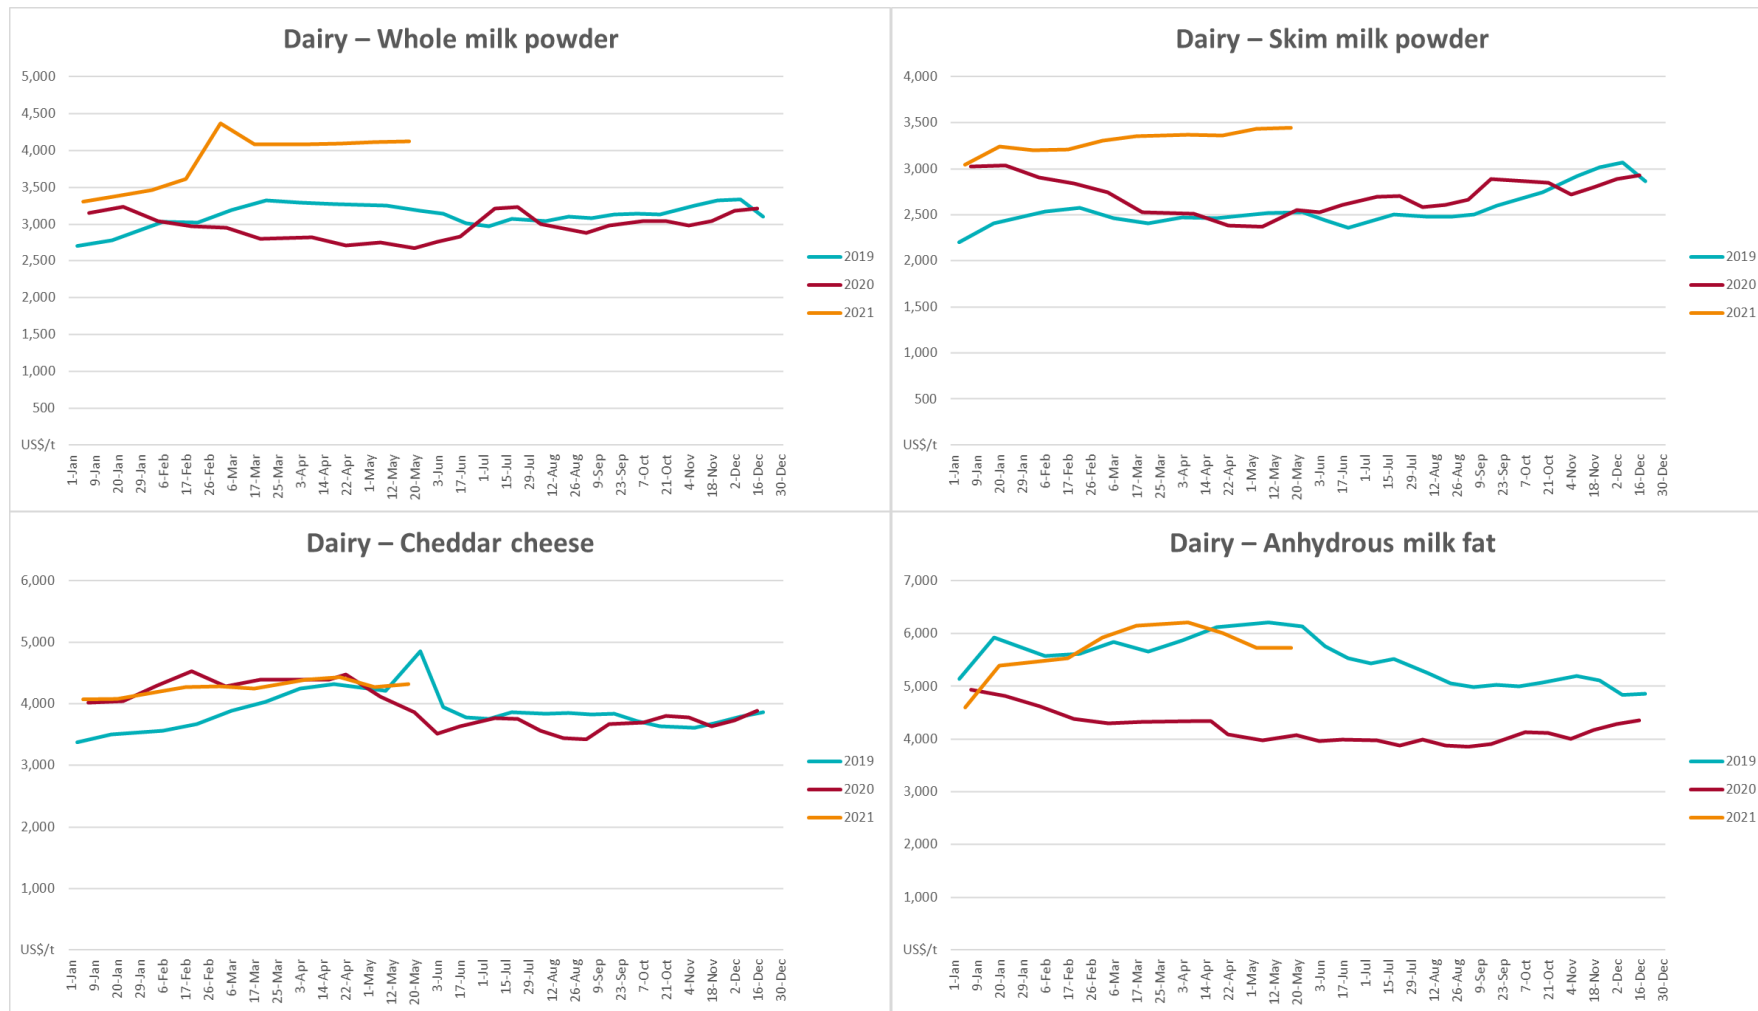 Dairy – Whole milk powder
5,000
4,500
4,000
3,500
3,000
2,500
2,000
1,500
1,000
500
US$/t
1-Jan
9-Jan
20-Jan
29-Jan
6-Feb
17-Feb
26-Feb
6-Mar
17-Mar
25-Mar
3-Apr
14-Apr
22-Apr
1-May
12-May
20-May
3-Jun
17-Jun
1-Jul
15-Jul
29-Jul
12-Aug
26-Aug
9-Sep
23-Sep
7-Oct
21-Oct
4-Nov
18-Nov
2-Dec
16-Dec
30-Dec
2019
2020
2021
Dairy – Skim milk powder
4,000
3,500
3,000
2,500
2,000
1,500
1,000
500
US$/t
1-Jan
9-Jan
20-Jan
29-Jan
6-Feb
17-Feb
26-Feb
6-Mar
17-Mar
25-Mar
3-Apr
14-Apr
22-Apr
1-May
12-May
20-May
3-Jun
17-Jun
1-Jul
15-Jul
29-Jul
12-Aug
26-Aug
9-Sep
23-Sep
7-Oct
21-Oct
4-Nov
18-Nov
2-Dec
16-Dec
30-Dec
2019
2020
2021
Dairy – Cheddar cheese
6,000
5,000
4,000
3,000
2,000
1,000
US$/t
1-Jan
9-Jan
20-Jan
29-Jan
6-Feb
17-Feb
26-Feb
6-Mar
17-Mar
25-Mar
3-Apr
14-Apr
22-Apr
1-May
12-May
20-May
3-Jun
17-Jun
1-Jul
15-Jul
29-Jul
12-Aug
26-Aug
9-Sep
23-Sep
7-Oct
21-Oct
4-Nov
18-Nov
2-Dec
16-Dec
30-Dec
2019
2020
2021
Dairy – Anhydrous milk fat
7,000
6,000
5,000
4,000
3,000
2,000
1,000
US$/t
1-Jan
9-Jan
20-Jan
29-Jan
6-Feb
17-Feb
26-Feb
6-Mar
17-Mar
25-Mar
3-Apr
14-Apr
22-Apr
1-May
12-May
20-May
3-Jun
17-Jun
1-Jul
15-Jul
29-Jul
12-Aug
26-Aug
9-Sep
23-Sep
7-Oct
21-Oct
4-Nov
18-Nov
2-Dec
16-Dec
30-Dec
2019
2020
2021